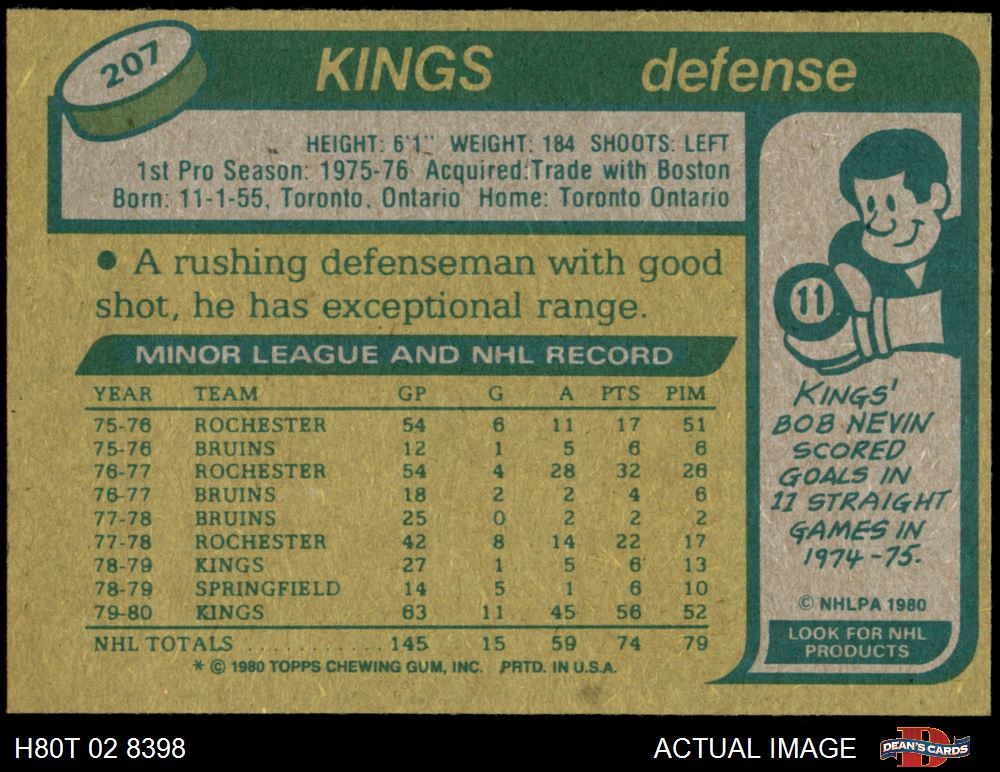 207
KINGS defense
HEIGHT: 6'1" WEIGHT: 184 SHOOTS: LEFT
1st Pro Season: 1975-76 Acquired:Trade with Boston
Born: 11-1-55, Toronto, Ontario Home: Toronto Ontario
• A rushing defenseman with good
shot, he has exceptional range.
MINOR LEAGUE AND NHL RECORD
YEAR TEAM GP G A PTS PIM
75-76 ROCHESTER 54 6 11 17 51
75-76 BRUINS 12 1 5 6 6
76-77 ROCHESTER 54 4 28 32 26
76-77 BRUINS 18 2 2 4 6
77-78 BRUINS 25 0 2 2 2
77-78 ROCHESTER 42 8 14 22 17
78-79 KINGS 27 1 5 6 13
78-79 SPRINGFIELD 14 5 1 6 10
79-80 KINGS 63 11 45 56 52
NHL TOTALS ............ 145 15 59 74 79
* © 1980 TOPPS CHEWING GUM, INC. PRTD. IN U.S.A.
11
KINGS'
BOB NEVIN
SCORED
GOALS IN
11 STRAIGHT
GAMES IN
1974-75.
© NHLPA 1980
LOOK FOR NHL
PRODUCTS
H80T 02 8398 ACTUAL IMAGE DEAN'S CARDS